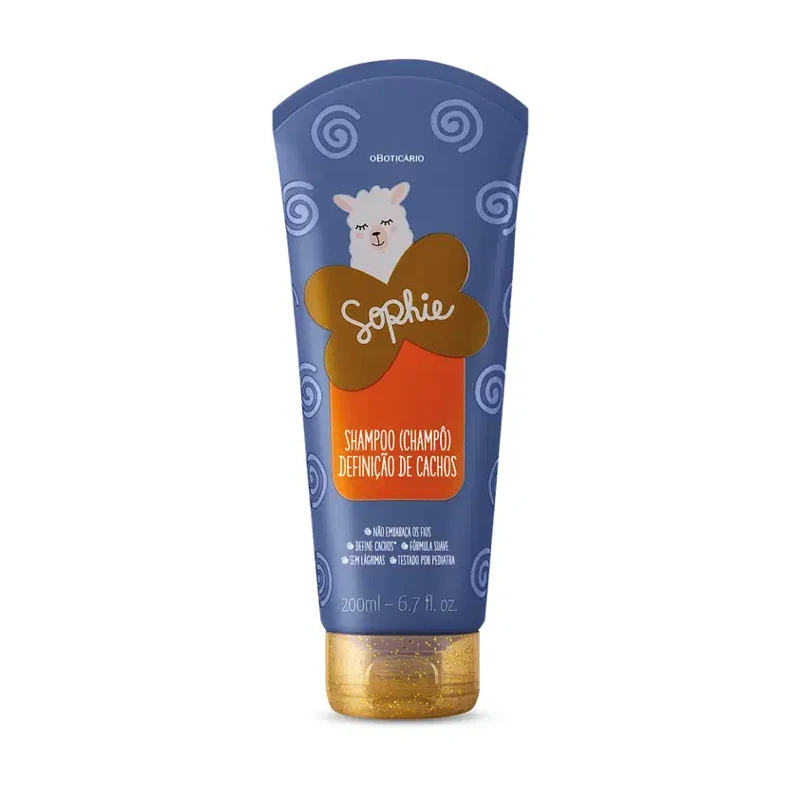 oBOTICÁRIO
Sophie
SHAMPOO (CHAMPÔ)
DEFINIÇÃO DE CACHOS
NÃO EMBARAÇA OS FIOS
DEFINE CACHOS* FÓRMULA SUAVE
SEM LÁGRIMAS TESTADO POR PEDIATRA
200ml – 6.7 fl. oz.